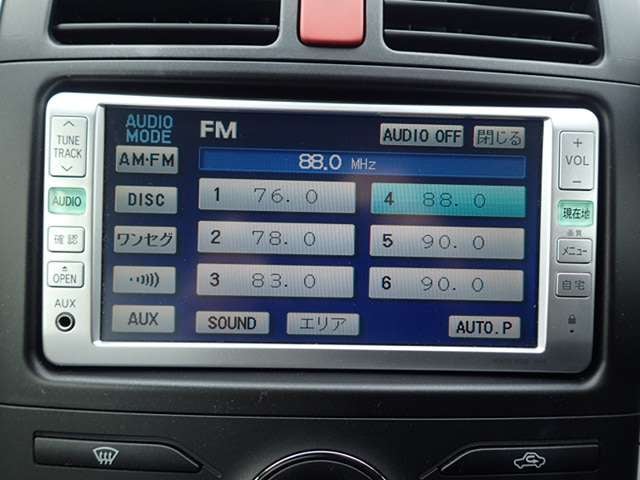 TUNE
TRACK
AUDIO
確認
OPEN
AUX
AUDIO
MODE
AM·FM
DISC
ワンセグ
AUX
FM
AUDIO OFF
閉じる
88.0 MHz
1 76.0
4 88.0
2 78.0
5 90.0
3 83.0
6 90.0
SOUND
エリア
AUTO.P
+
VOL
−
現在地
メニュー
自宅